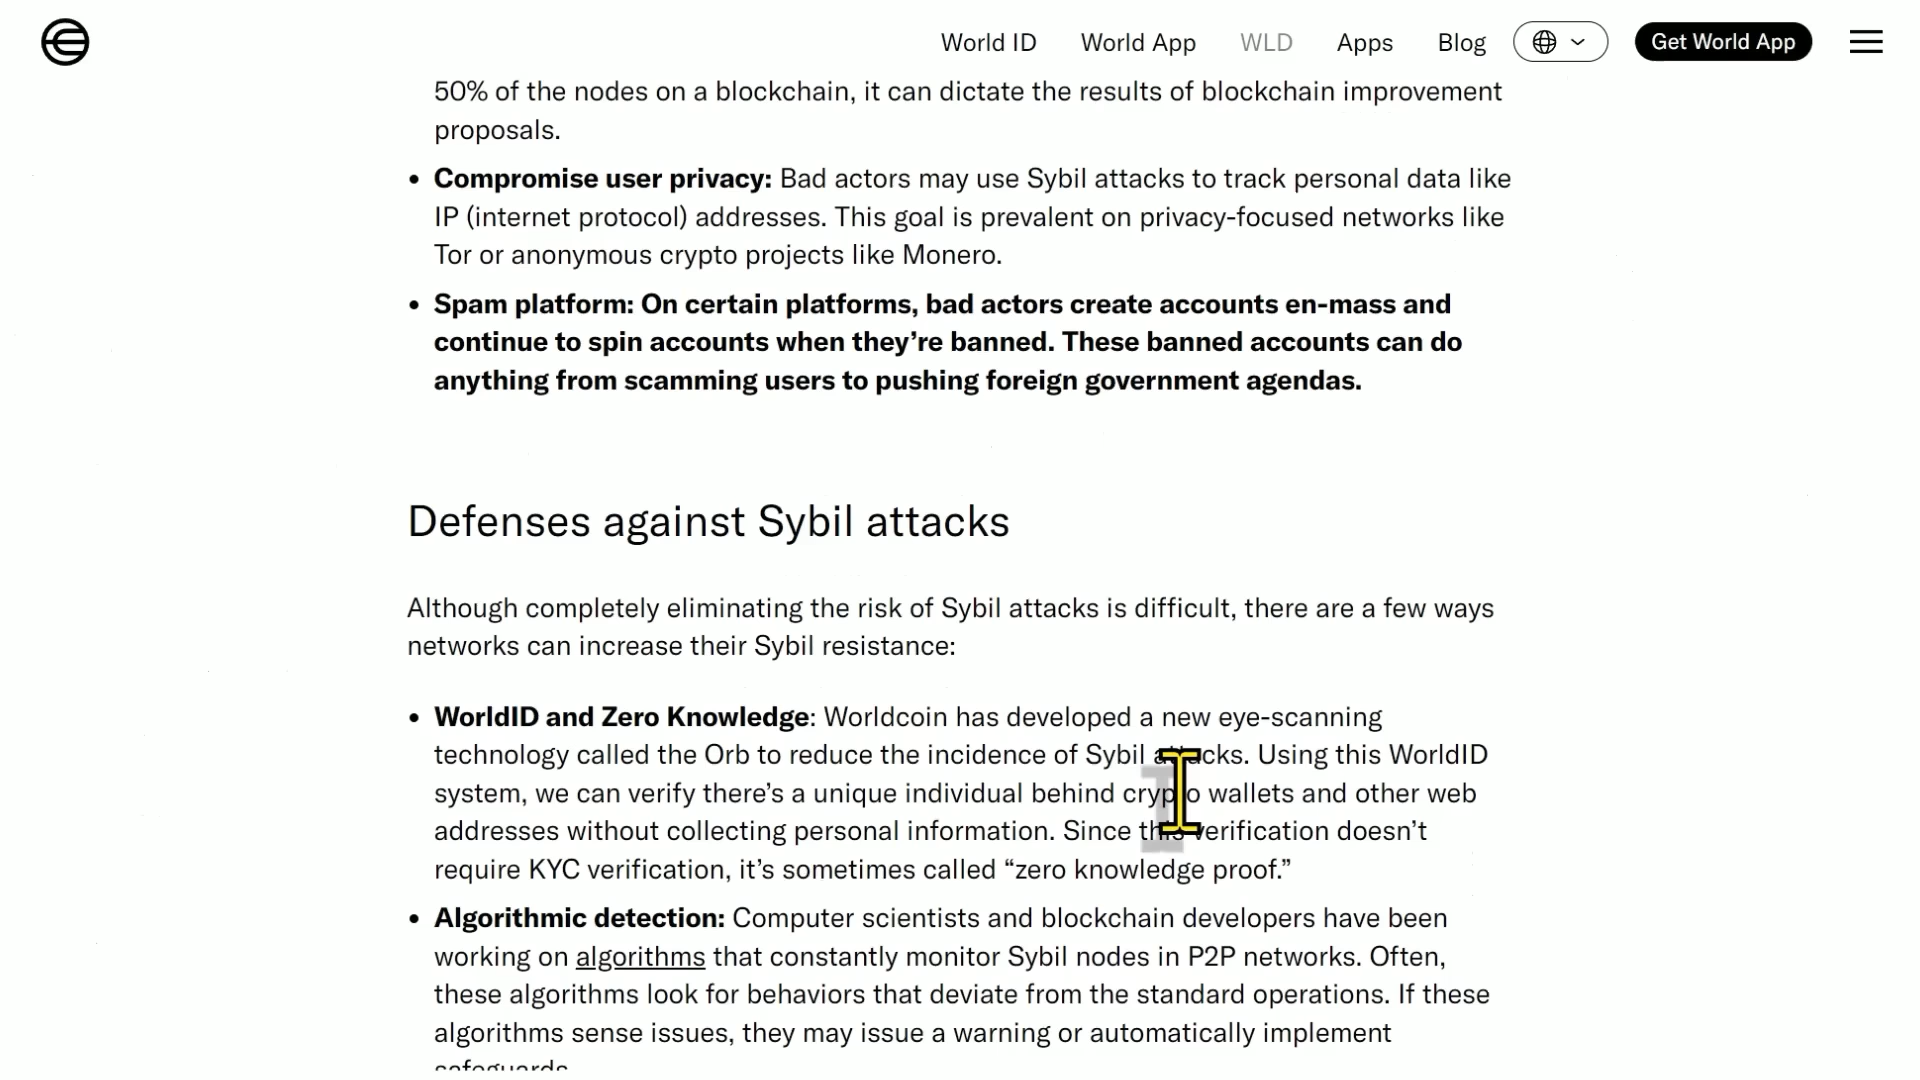 World ID World App WLD Apps Blog Get World App
50% of the nodes on a blockchain, it can dictate the results of blockchain improvement
proposals.
• Compromise user privacy: Bad actors may use Sybil attacks to track personal data like
IP (internet protocol) addresses. This goal is prevalent on privacy-focused networks like
Tor or anonymous crypto projects like Monero.
• Spam platform: On certain platforms, bad actors create accounts en-mass and
continue to spin accounts when they’re banned. These banned accounts can do
anything from scamming users to pushing foreign government agendas.
Defenses against Sybil attacks
Although completely eliminating the risk of Sybil attacks is difficult, there are a few ways
networks can increase their Sybil resistance:
• WorldID and Zero Knowledge: Worldcoin has developed a new eye-scanning
technology called the Orb to reduce the incidence of Sybil attacks. Using this WorldID
system, we can verify there’s a unique individual behind crypto wallets and other web
addresses without collecting personal information. Since this verification doesn’t
require KYC verification, it’s sometimes called “zero knowledge proof.”
• Algorithmic detection: Computer scientists and blockchain developers have been
working on algorithms that constantly monitor Sybil nodes in P2P networks. Often,
these algorithms look for behaviors that deviate from the standard operations. If these
algorithms sense issues, they may issue a warning or automatically implement
safeguards.